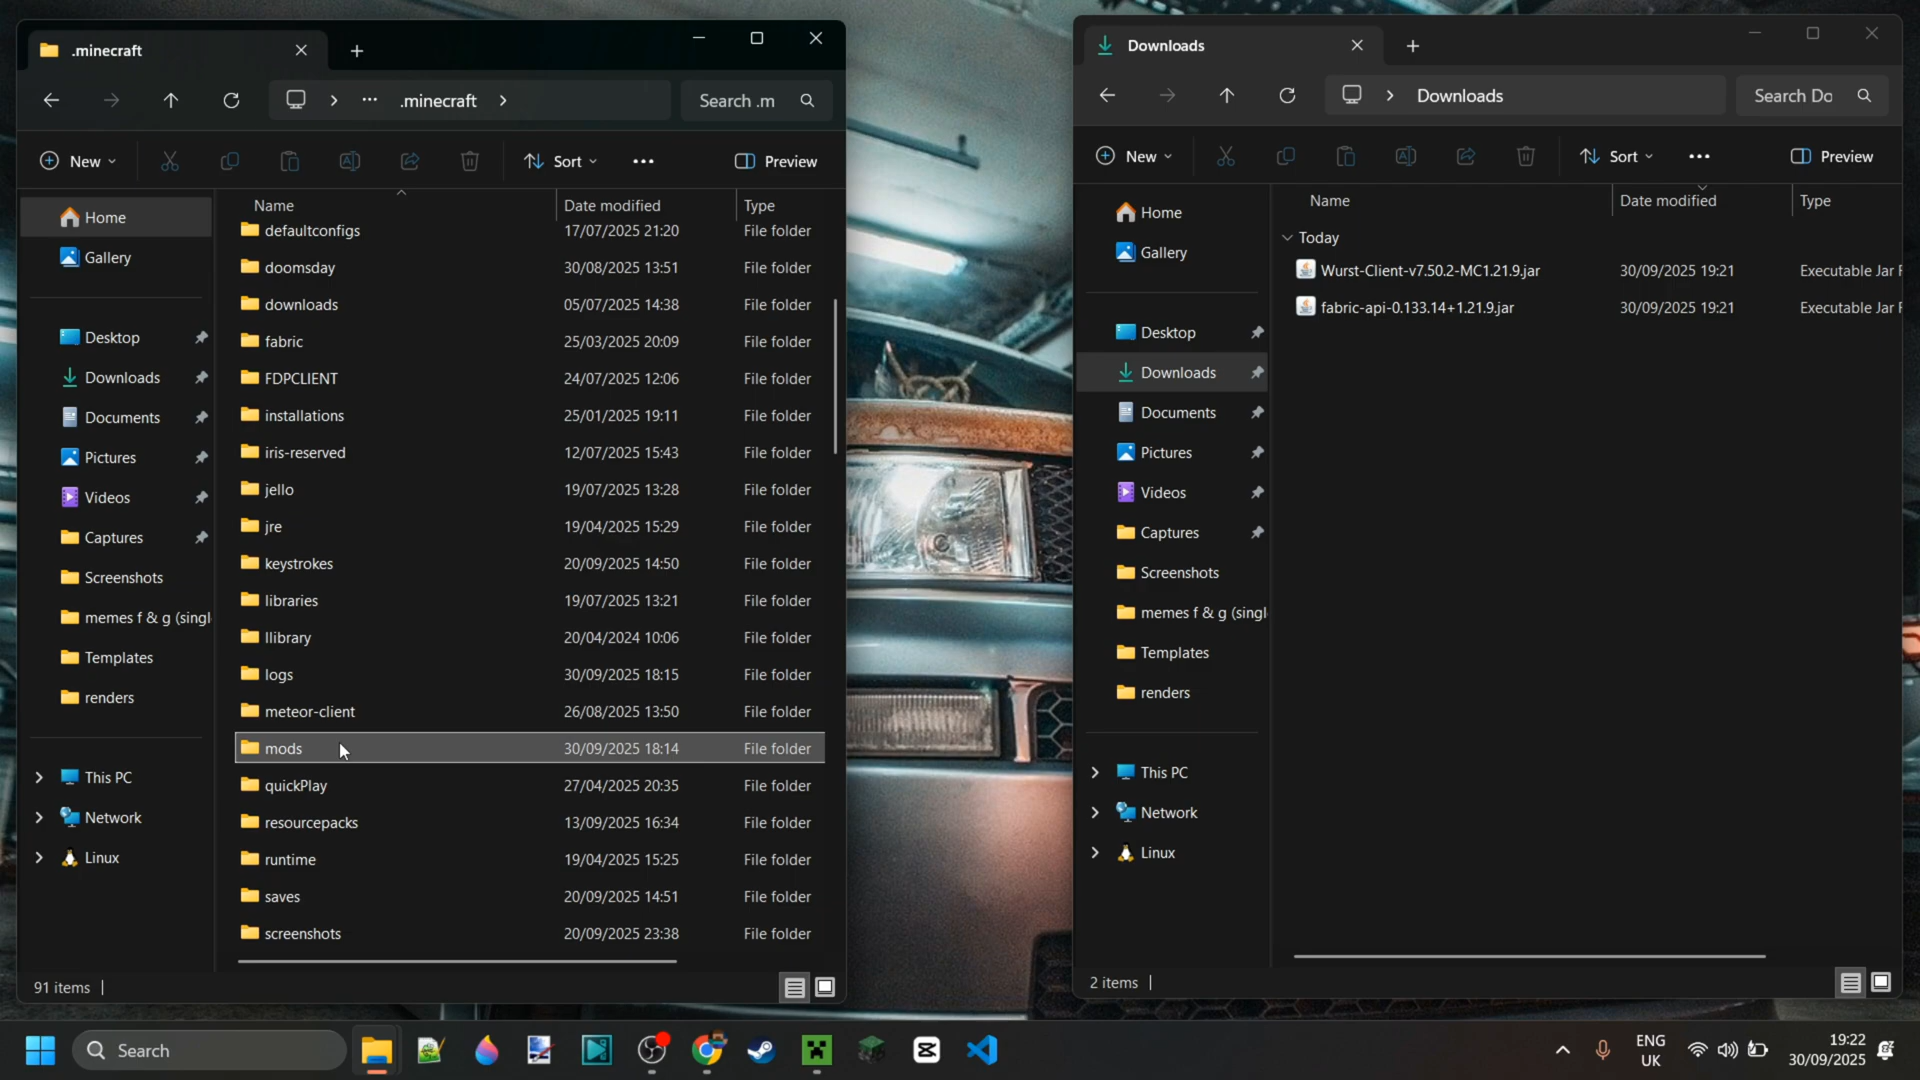 .minecraft
.minecraft
Search .m
New
Sort
Preview
Name
Date modified
Type
Home
Gallery
Desktop
Downloads
Documents
Pictures
Videos
Captures
Screenshots
memes f & g (singl
Templates
renders
This PC
Network
Linux
defaultconfigs 17/07/2025 21:20 File folder
doomsday 30/08/2025 13:51 File folder
downloads 05/07/2025 14:38 File folder
fabric 25/03/2025 20:09 File folder
FDPCLIENT 24/07/2025 12:06 File folder
installations 25/01/2025 19:11 File folder
iris-reserved 12/07/2025 15:43 File folder
jello 19/07/2025 13:28 File folder
jre 19/04/2025 15:29 File folder
keystrokes 20/09/2025 14:50 File folder
libraries 19/07/2025 13:21 File folder
llibrary 20/04/2024 10:06 File folder
logs 30/09/2025 18:15 File folder
meteor-client 26/08/2025 13:50 File folder
mods 30/09/2025 18:14 File folder
quickPlay 27/04/2025 20:35 File folder
resourcepacks 13/09/2025 16:34 File folder
runtime 19/04/2025 15:25 File folder
saves 20/09/2025 14:51 File folder
screenshots 20/09/2025 23:38 File folder
91 items
Downloads
Downloads
Search Do
New
Sort
Preview
Name
Date modified
Type
Home
Gallery
Desktop
Downloads
Documents
Pictures
Videos
Captures
Screenshots
memes f & g (singl
Templates
renders
This PC
Network
Linux
Today
Wurst-Client-v7.50.2-MC1.21.9.jar 30/09/2025 19:21 Executable Jar F
fabric-api-0.133.14+1.21.9.jar 30/09/2025 19:21 Executable Jar F
2 items
Search
ENG
UK
19:22
30/09/2025